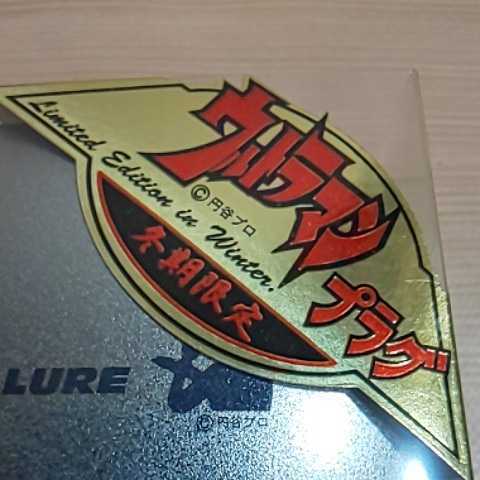 ウルトラマン
プラグ
Limited Edition in Winter.
©円谷プロ
冬期限定
LURE
©円谷プロ